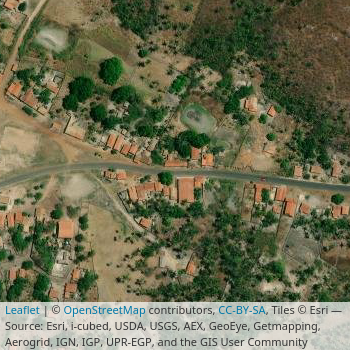 Leaflet | © OpenStreetMap contributors, CC-BY-SA, Tiles © Esri —
Source: Esri, i-cubed, USDA, USGS, AEX, GeoEye, Getmapping,
Aerogrid, IGN, IGP, UPR-EGP, and the GIS User Community